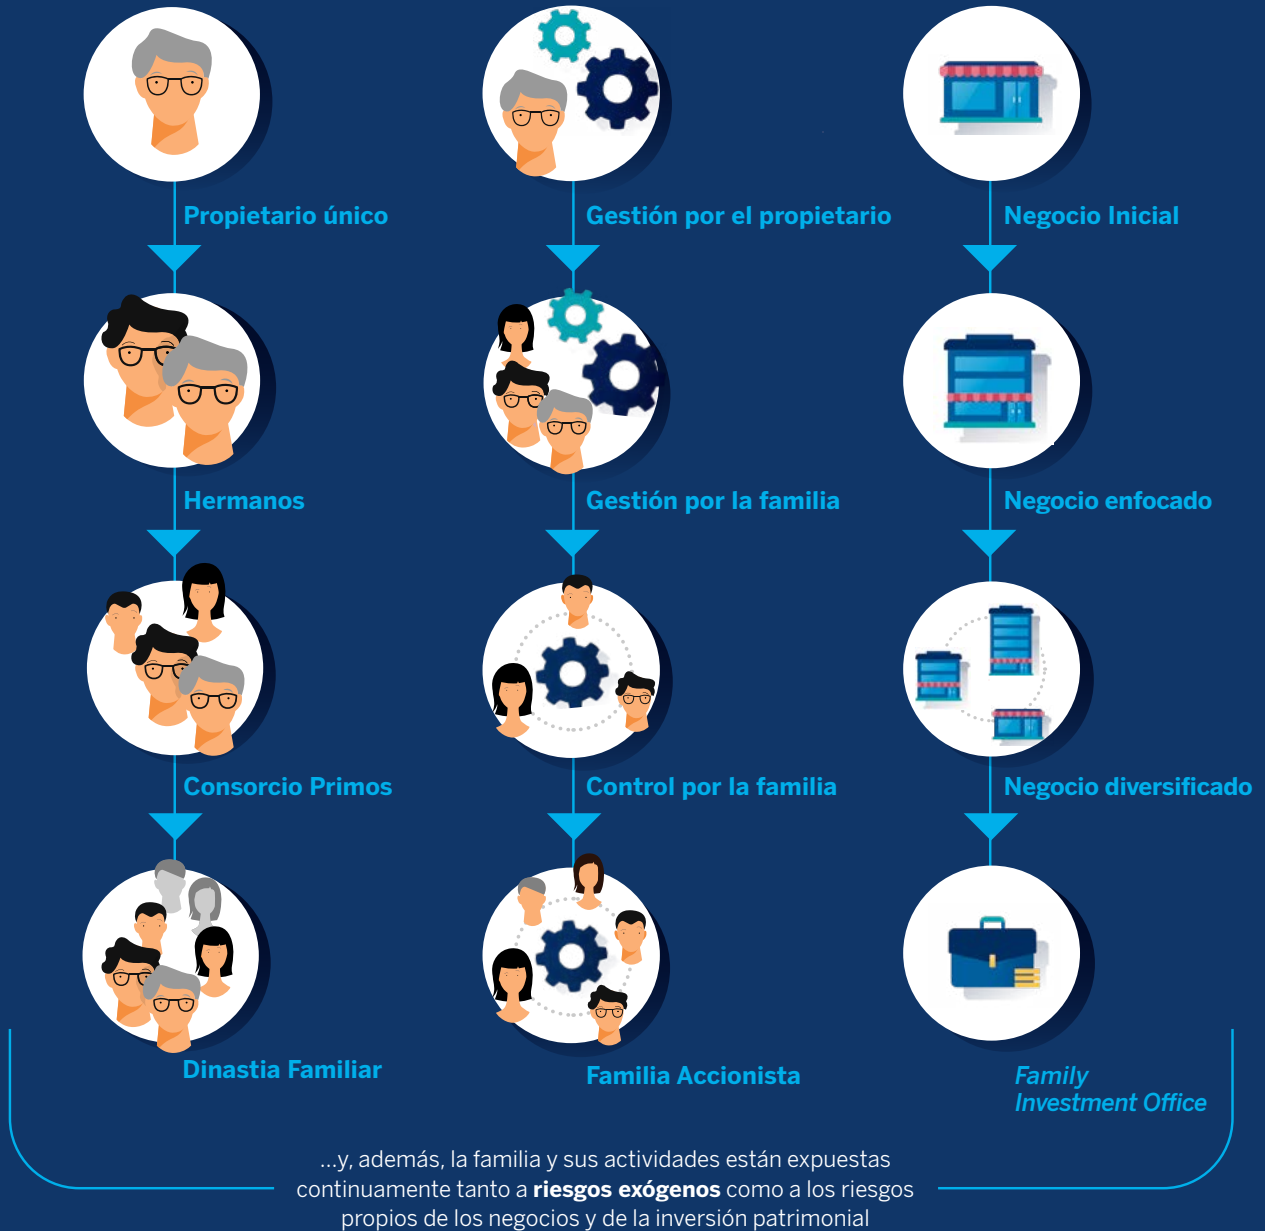 Propietario único
Gestión por el propietario
Negocio Inicial
Hermanos
Gestión por la familia
Negocio enfocado
Consorcio Primos
Control por la familia
Negocio diversificado
Dinastia Familiar
Familia Accionista
Family
Investment Office
...y, además, la familia y sus actividades están expuestas
continuamente tanto a riesgos exógenos como a los riesgos
propios de los negocios y de la inversión patrimonial